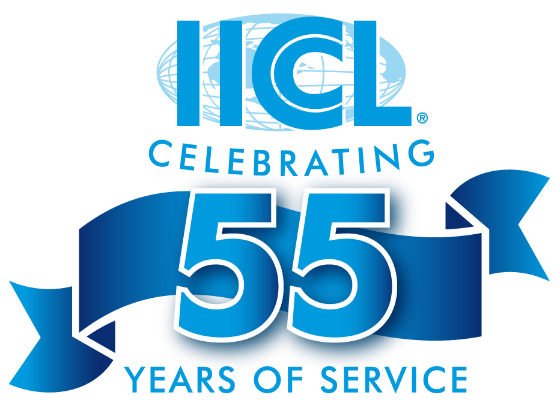 IICL®
CELEBRATING
55
YEARS OF SERVICE